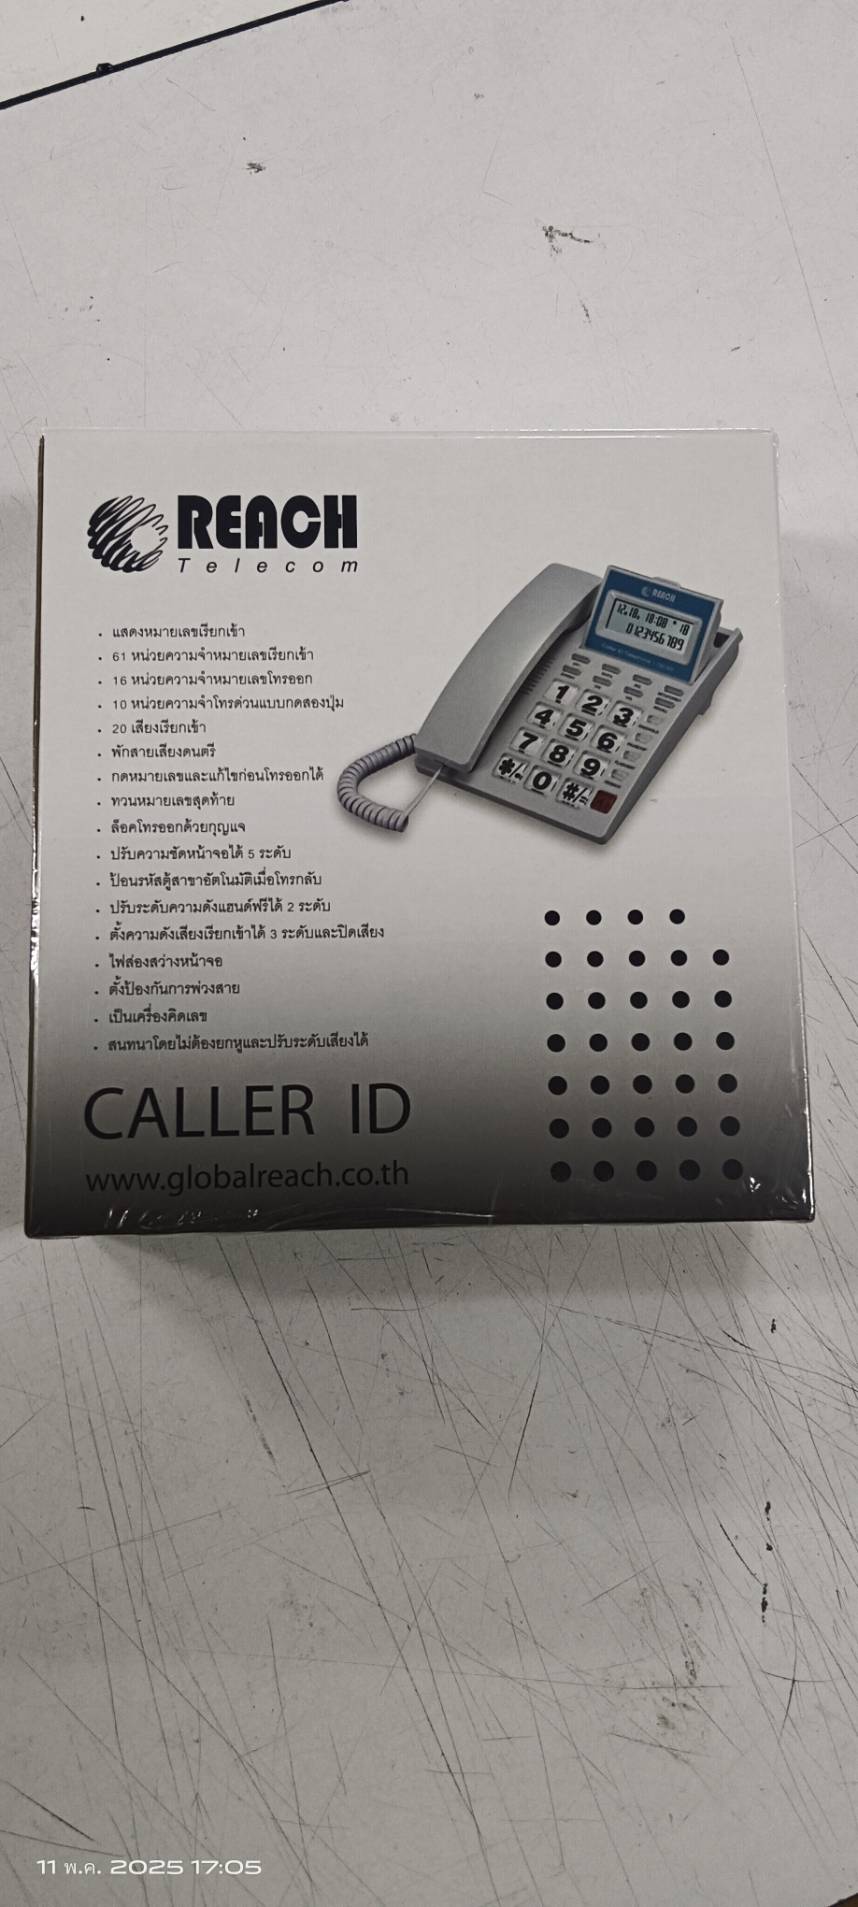 REACH
Telecom
• แสดงหมายเลขเรียกเข้า
• 61 หน่วยความจำหมายเลขเรียกเข้า
• 16 หน่วยความจำหมายเลขโทรออก
• 10 หน่วยความจำโทรด่วนแบบกดสองปุ่ม
• 20 เสียงเรียกเข้า
• พักสายเสียงดนตรี
• กดหมายเลขและแก้ไขก่อนโทรออกได้
• ทวนหมายเลขสุดท้าย
• ล็อคโทรออกด้วยกุญแจ
• ปรับความชัดหน้าจอได้ 5 ระดับ
• ป้อนรหัสตู้สาขาอัตโนมัติเมื่อโทรกลับ
• ปรับระดับความดังแฮนด์ฟรีได้ 2 ระดับ
• ตั้งความดังเสียงเรียกเข้าได้ 3 ระดับและปิดเสียง
• ไฟส่องสว่างหน้าจอ
• ตั้งป้องกันการพ่วงสาย
• เป็นเครื่องคิดเลข
• สนทนาโดยไม่ต้องยกหูและปรับระดับเสียงได้
REACH
0123456789
1 2 3
4 5 6
7 8 9
0
CALLER ID
www.globalreach.co.th
11 พ.ค. 2025 17:05